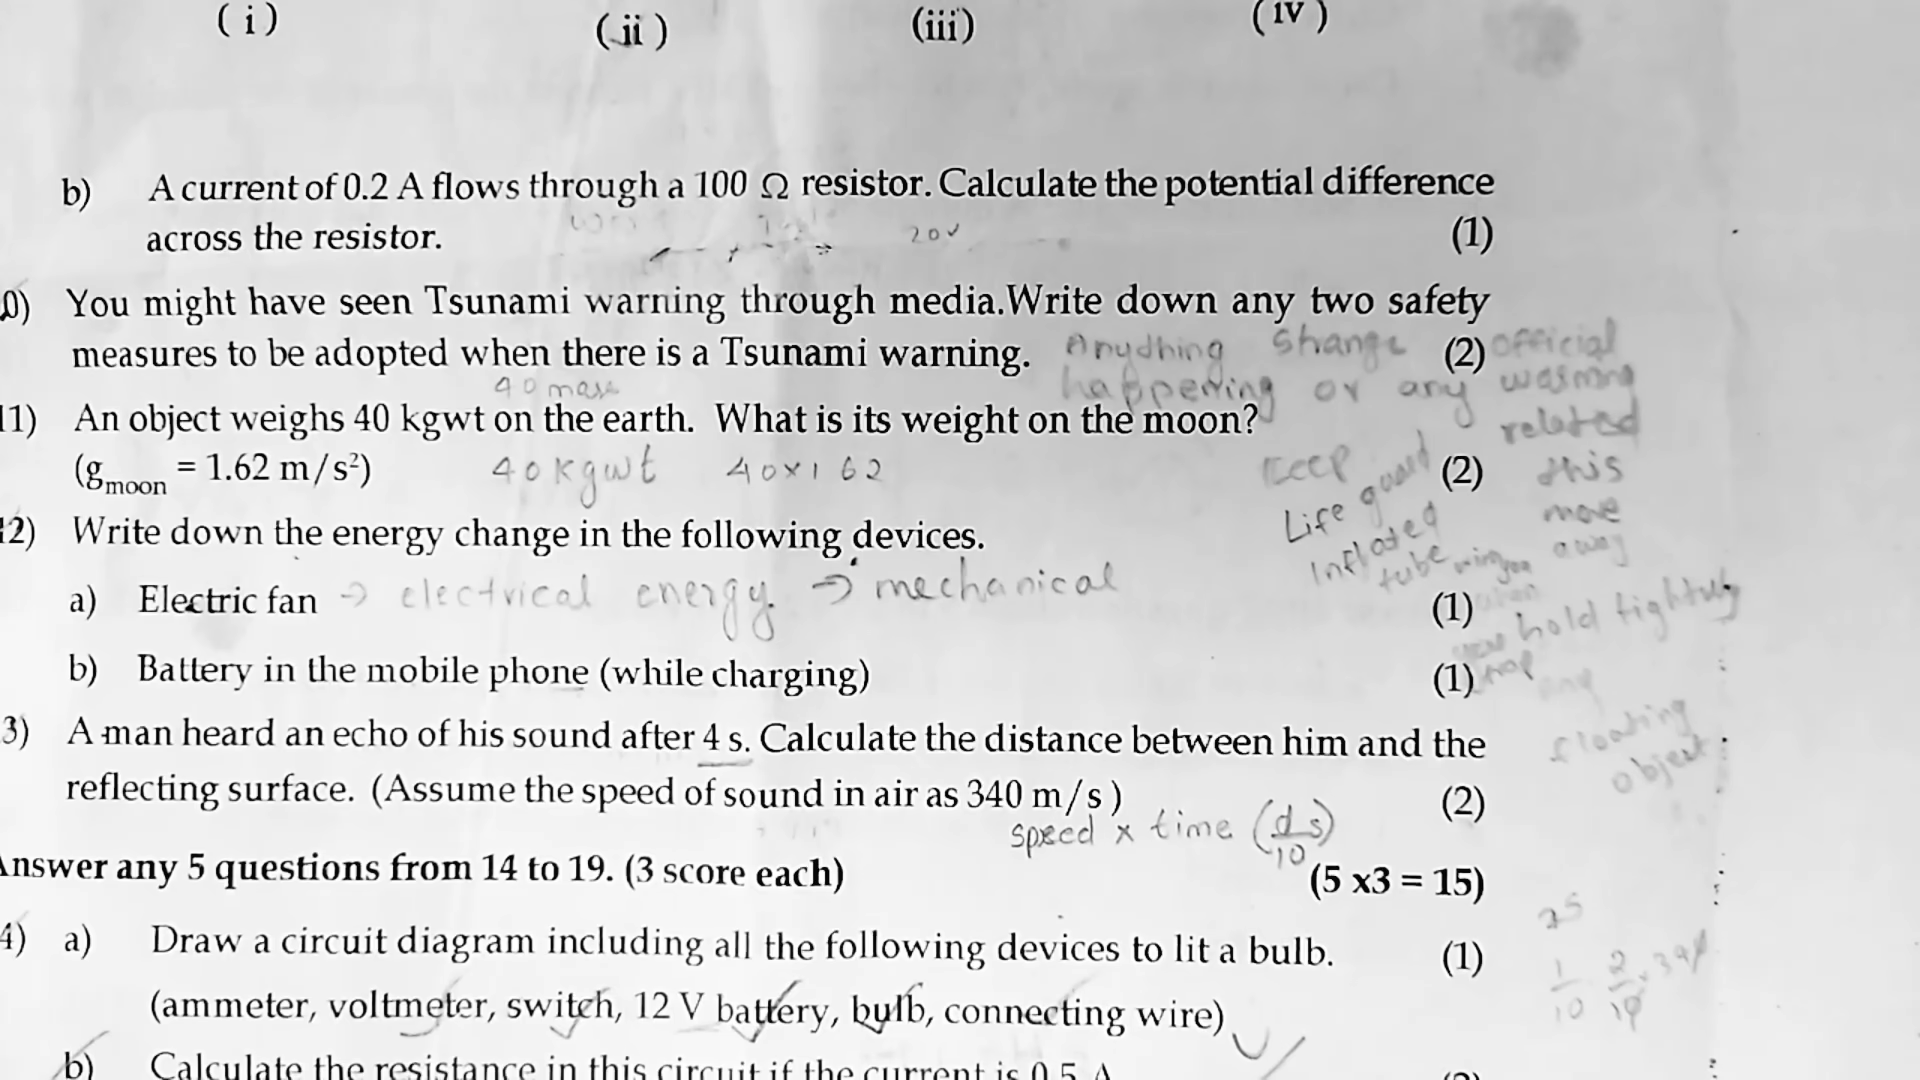 (i) (ii) (iii) (iv)
b) A current of 0.2 A flows through a 100 Ω resistor. Calculate the potential difference
across the resistor. (1)
20v
0) You might have seen Tsunami warning through media.Write down any two safety
measures to be adopted when there is a Tsunami warning. (2)
Anything strange official
happening or any warning
related
this
move
away
40 mass
11) An object weighs 40 kgwt on the earth. What is its weight on the moon?
(gmoon = 1.62 m/s²) (2)
40kgwt 40×162
Keep
Life guard
Inflated
tube
12) Write down the energy change in the following devices.
a) Electric fan → electrical energy. → mechanical (1)
hold tightly
b) Battery in the mobile phone (while charging) (1)
any
floating
object
3) A man heard an echo of his sound after 4 s. Calculate the distance between him and the
reflecting surface. (Assume the speed of sound in air as 340 m/s) (2)
speed × time
10
Answer any 5 questions from 14 to 19. (3 score each) (5 x3 = 15)
4) a) Draw a circuit diagram including all the following devices to lit a bulb. (1)
1 2
10 10
(ammeter, voltmeter, switch, 12 V battery, bulb, connecting wire)
b) Calculate the resistance in this circuit if the current is 0.5 A